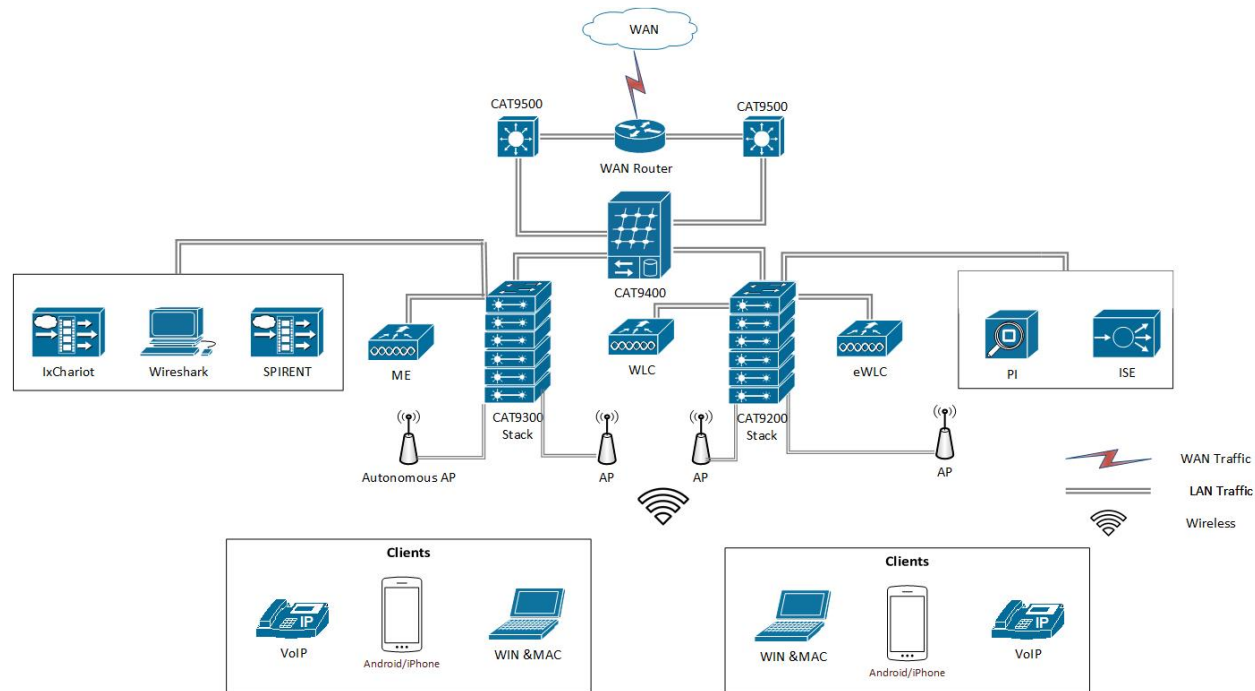 WAN
CAT9500
CAT9500
WAN Router
CAT9400
IxChariot
Wireshark
SPIRENT
ME
WLC
eWLC
PI
ISE
CAT9300
Stack
CAT9200
Stack
Autonomous AP
AP
AP
AP
WAN Traffic
LAN Traffic
Wireless
Clients
IP
VoIP
Android/iPhone
WIN &MAC
Clients
WIN &MAC
Android/iPhone
IP
VoIP